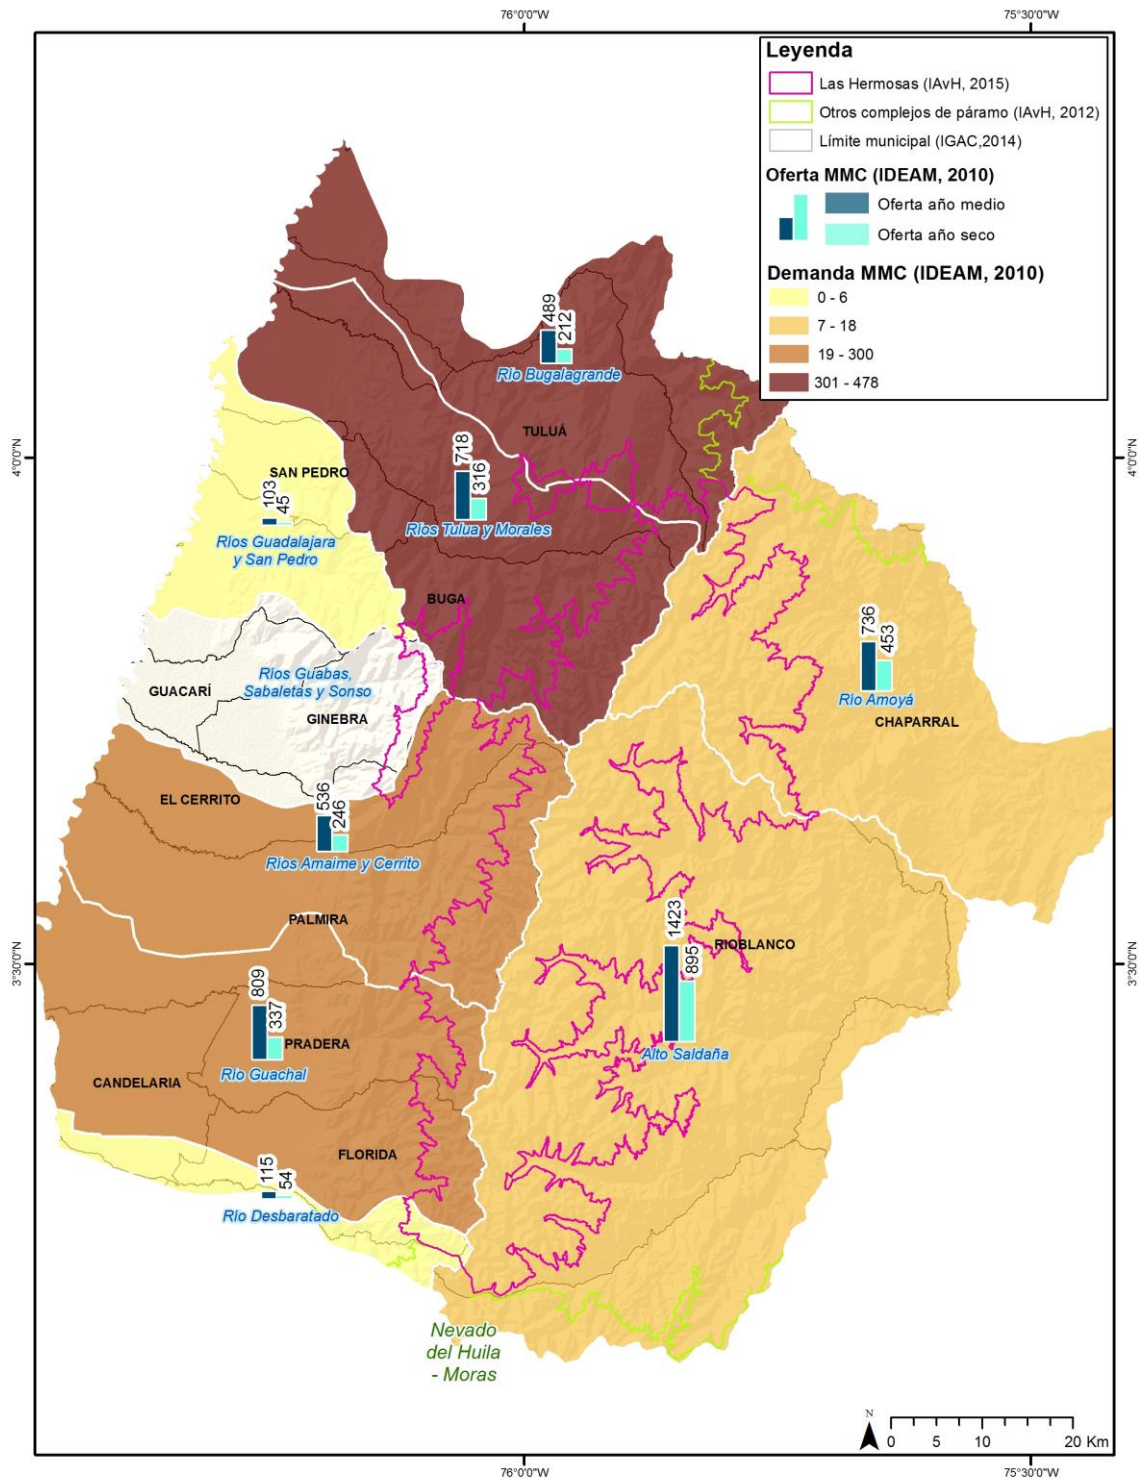 76°0'0"W
75°30'0"W
Leyenda
Las Hermosas (IAvH, 2015)
Otros complejos de páramo (IAvH, 2012)
Límite municipal (IGAC,2014)
Oferta MMC (IDEAM, 2010)
Oferta año medio
Oferta año seco
Demanda MMC (IDEAM, 2010)
0 - 6
7 - 18
19 - 300
301 - 478
489
212
Río Bugalagrande
TULUÁ
4°0'0"N
4°0'0"N
718
316
Ríos Tulua y Morales
SAN PEDRO
103
45
Ríos Guadalajara
y San Pedro
BUGA
736
453
Río Amoyá
CHAPARRAL
Ríos Guabas,
Sabaletas y Sonso
GUACARÍ
GINEBRA
EL CERRITO
536
246
Ríos Amaime y Cerrito
PALMIRA
1423
895
RIOBLANCO
Alto Saldaña
3°30'0"N
3°30'0"N
809
337
PRADERA
Río Guachal
CANDELARIA
FLORIDA
115
54
Río Desbaratado
Nevado
del Huila
- Moras
N
0 5 10 20 Km
76°0'0"W
75°30'0"W